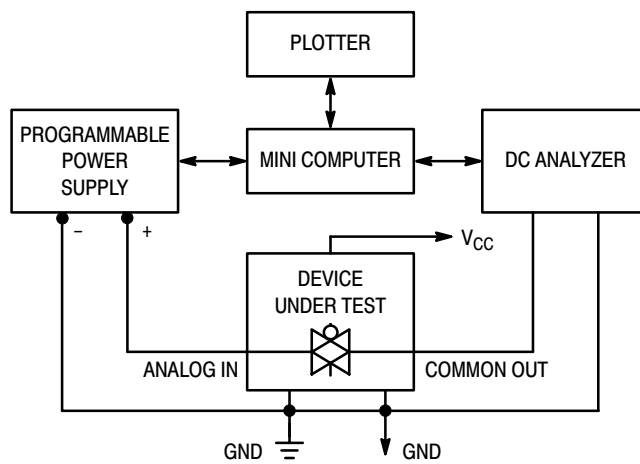 PLOTTER
PROGRAMMABLE
POWER
SUPPLY
MINI COMPUTER
DC ANALYZER
–
+
VCC
DEVICE
UNDER TEST
ANALOG IN
COMMON OUT
GND
GND